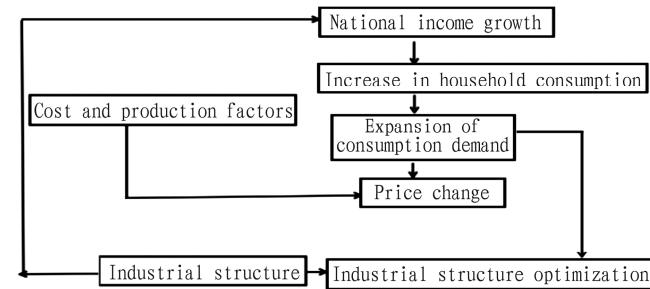 National income growth
Increase in household consumption
Cost and production factors
Expansion of
consumption demand
Price change
Industrial structure
Industrial structure optimization